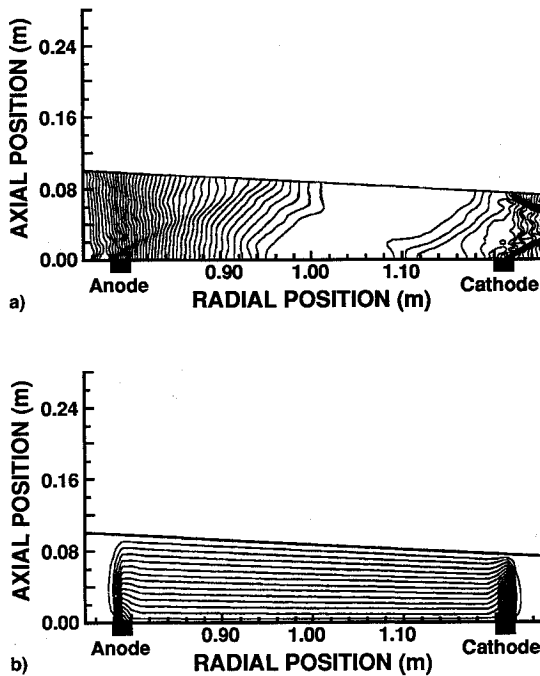 AXIAL POSITION (m)
0.24
0.16
0.08
0.00
0.90
1.00
1.10
Anode
Cathode
RADIAL POSITION (m)
a)
AXIAL POSITION (m)
0.24
0.16
0.08
0.00
0.90
1.00
1.10
Anode
Cathode
RADIAL POSITION (m)
b)